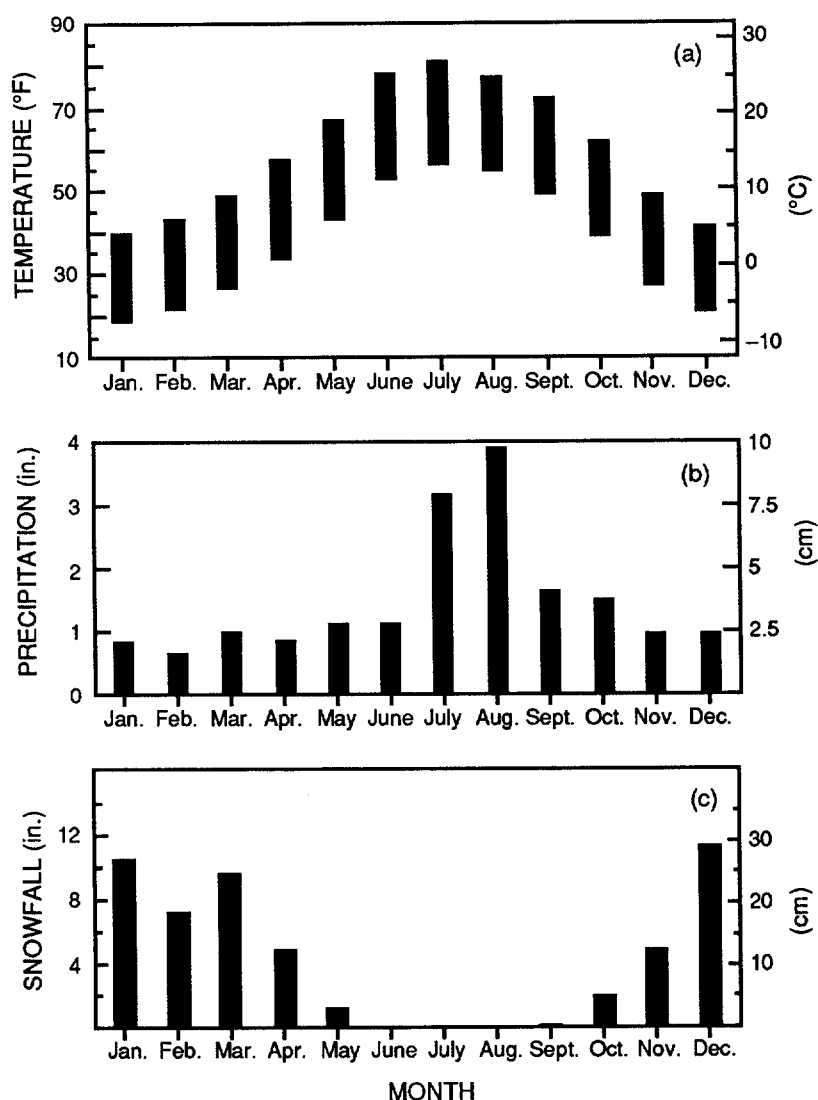 90
70
50
30
10
TEMPERATURE (°F)
(a)
30
20
10
0
−10
(°C)
Jan. Feb. Mar. Apr. May June July Aug. Sept. Oct. Nov. Dec.
4
3
2
1
0
PRECIPITATION (in.)
(b)
10
7.5
5
2.5
(cm)
Jan. Feb. Mar. Apr. May June July Aug. Sept. Oct. Nov. Dec.
12
8
4
SNOWFALL (in.)
(c)
30
20
10
(cm)
Jan. Feb. Mar. Apr. May June July Aug. Sept. Oct. Nov. Dec.
MONTH